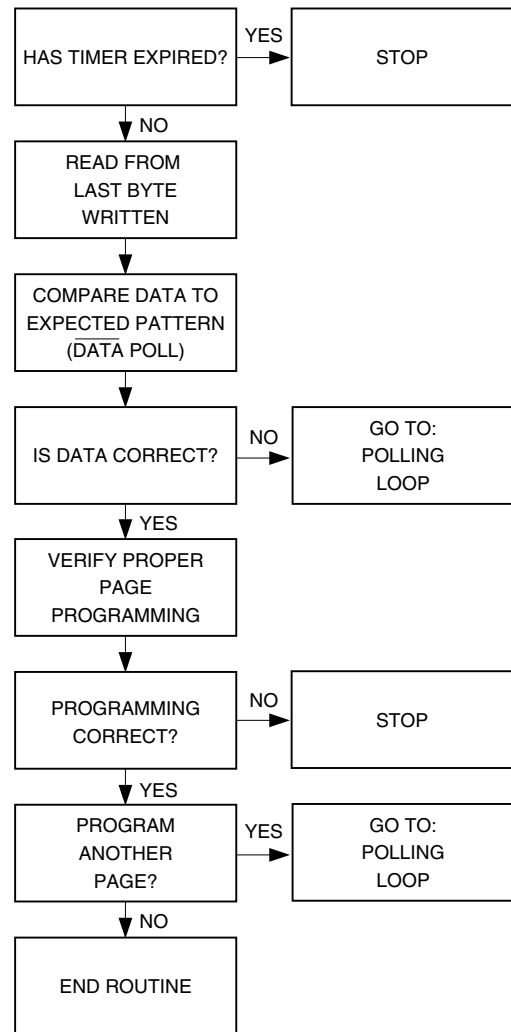 HAS TIMER EXPIRED?
YES
STOP
NO
READ FROM
LAST BYTE
WRITTEN
COMPARE DATA TO
EXPECTED PATTERN
(D̅A̅T̅A̅ POLL)
IS DATA CORRECT?
NO
GO TO:
POLLING
LOOP
YES
VERIFY PROPER
PAGE
PROGRAMMING
PROGRAMMING
CORRECT?
NO
STOP
YES
PROGRAM
ANOTHER
PAGE?
YES
GO TO:
POLLING
LOOP
NO
END ROUTINE